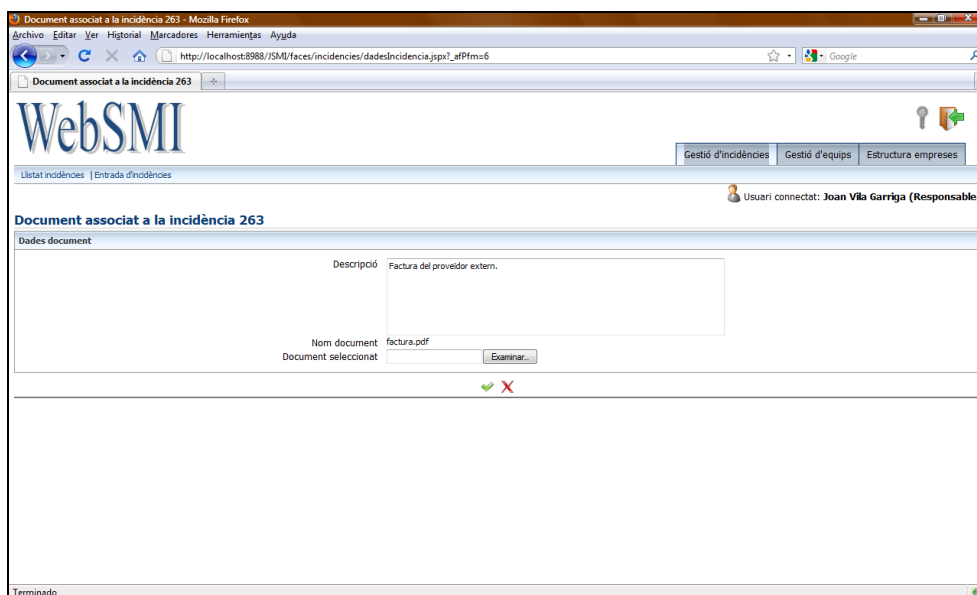 Document associat a la incidència 263 - Mozilla Firefox
Archivo Editar Ver Historial Marcadores Herramientas Ayuda
http://localhost:8988/JSMI/faces/incidencies/dadesIncidencia.jspx?_afPfm=6
Google
Document associat a la incidència 263
WebSMI
Gestió d'incidències Gestió d'equips Estructura empreses
Llistat incidències | Entrada d'incidències
Usuari connectat: Joan Vila Garriga (Responsable
Document associat a la incidència 263
Dades document
Descripció Factura del proveïdor extern.
Nom document factura.pdf
Document seleccionat Examinar...
Terminado